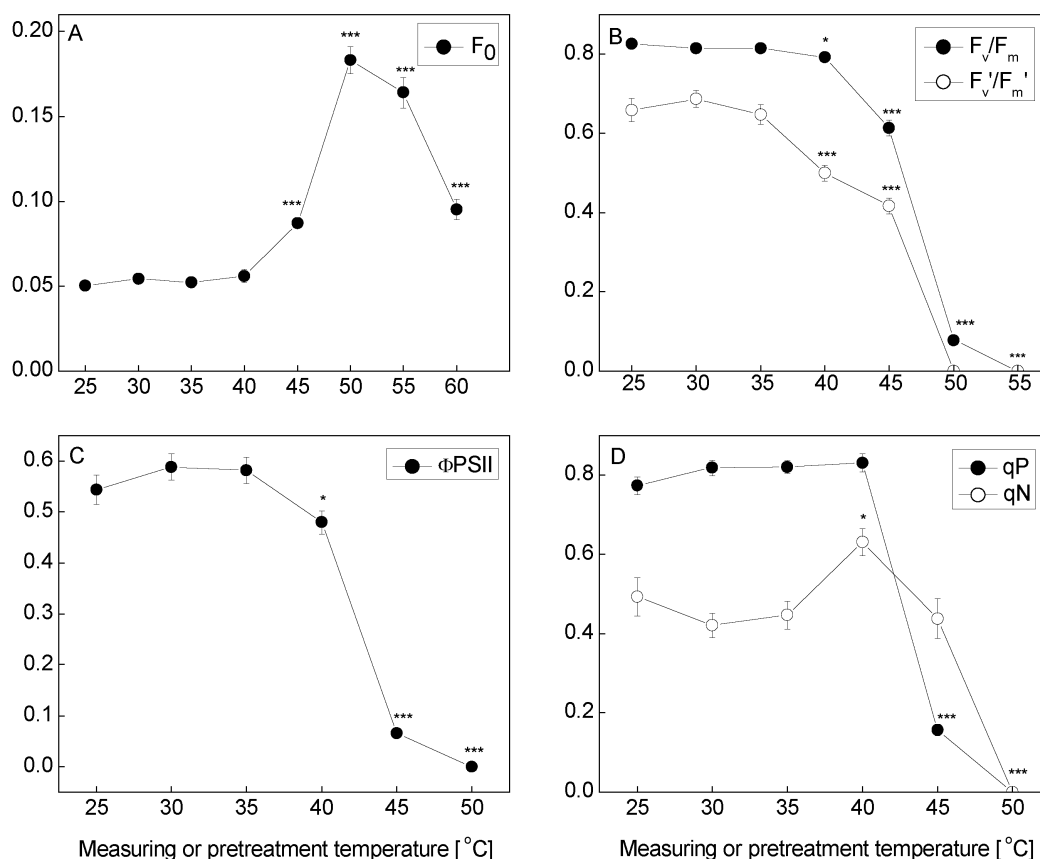 A
F0
0.20
0.15
0.10
0.05
0.00
***
***
***
***
25 30 35 40 45 50 55 60
B
Fv/Fm
Fv'/Fm'
0.8
0.6
0.4
0.2
0.0
*
***
***
***
***
***
25 30 35 40 45 50 55
C
ΦPSII
0.6
0.5
0.4
0.3
0.2
0.1
0.0
*
***
***
25 30 35 40 45 50
Measuring or pretreatment temperature [°C]
D
qP
qN
0.8
0.6
0.4
0.2
0.0
*
***
***
25 30 35 40 45 50
Measuring or pretreatment temperature [°C]